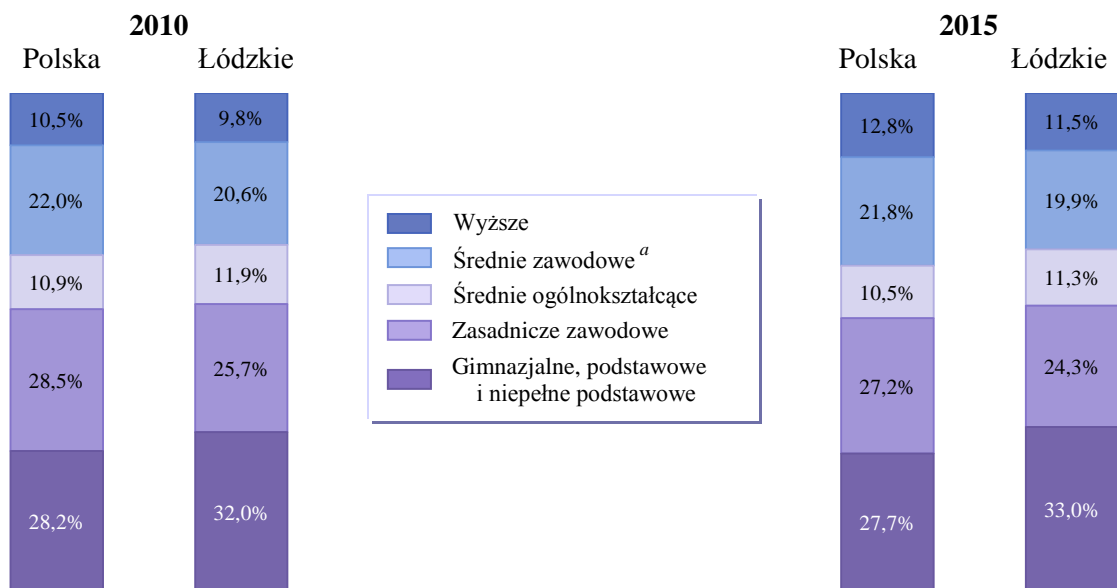 2010
Polska Łódzkie
10,5% 9,8%
22,0% 20,6%
10,9% 11,9%
28,5% 25,7%
28,2% 32,0%
Wyższe
Średnie zawodowe a
Średnie ogólnokształcące
Zasadnicze zawodowe
Gimnazjalne, podstawowe
i niepełne podstawowe
2015
Polska Łódzkie
12,8% 11,5%
21,8% 19,9%
10,5% 11,3%
27,2% 24,3%
27,7% 33,0%